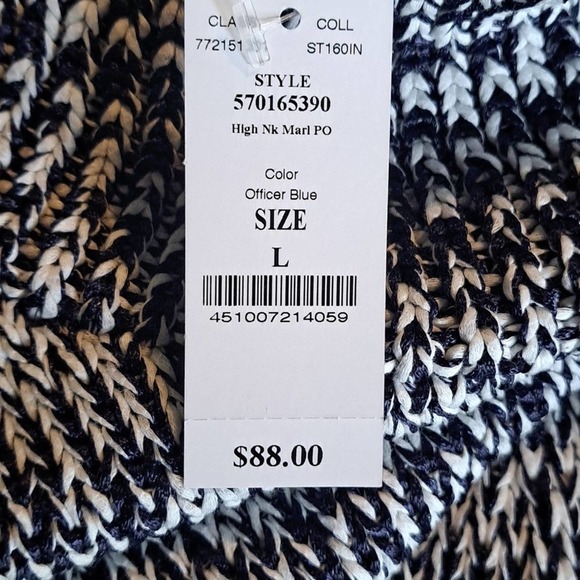 CLA COLL
772151 ST160IN
STYLE
570165390
High Nk Marl PO
Color
Officer Blue
SIZE
L
451007214059
$88.00